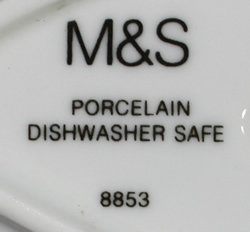 M&S
PORCELAIN
DISHWASHER SAFE
8853